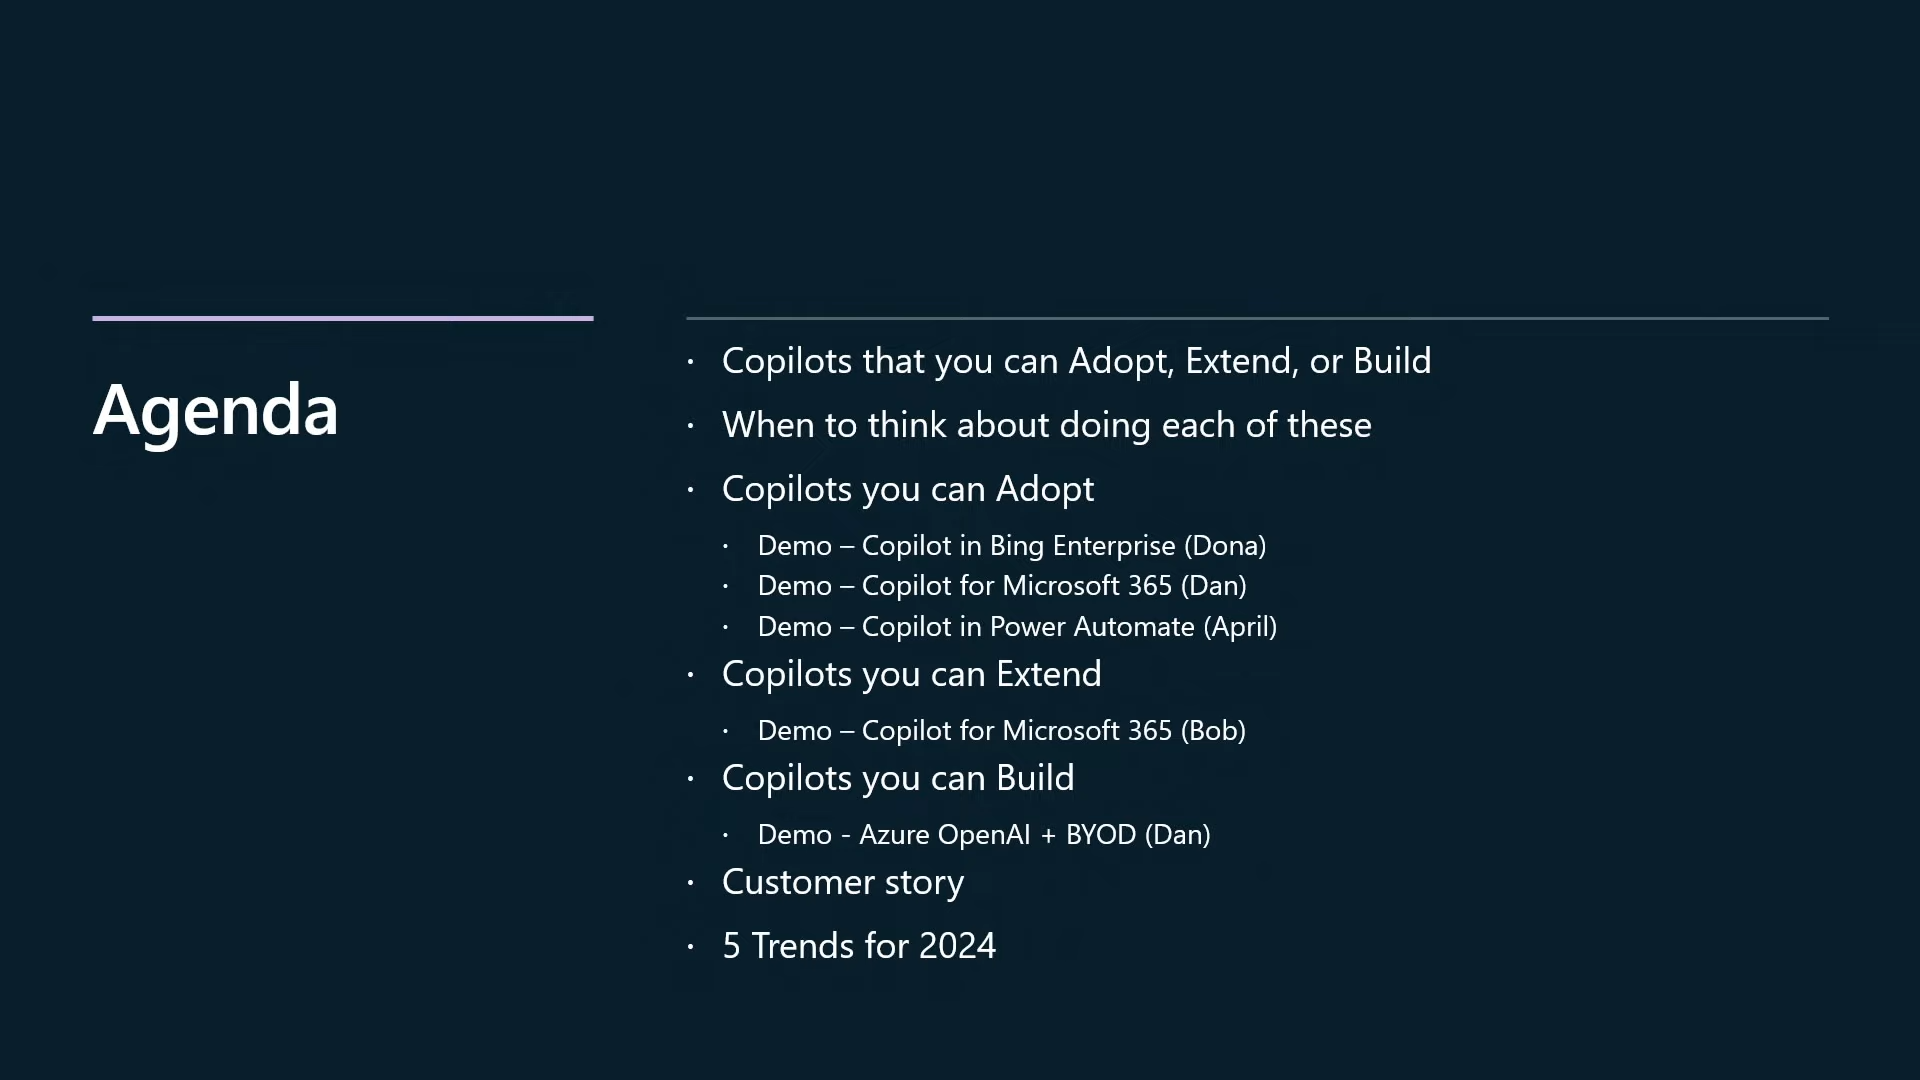 Agenda
· Copilots that you can Adopt, Extend, or Build
· When to think about doing each of these
· Copilots you can Adopt
· Demo – Copilot in Bing Enterprise (Dona)
· Demo – Copilot for Microsoft 365 (Dan)
· Demo – Copilot in Power Automate (April)
· Copilots you can Extend
· Demo – Copilot for Microsoft 365 (Bob)
· Copilots you can Build
· Demo - Azure OpenAI + BYOD (Dan)
· Customer story
· 5 Trends for 2024